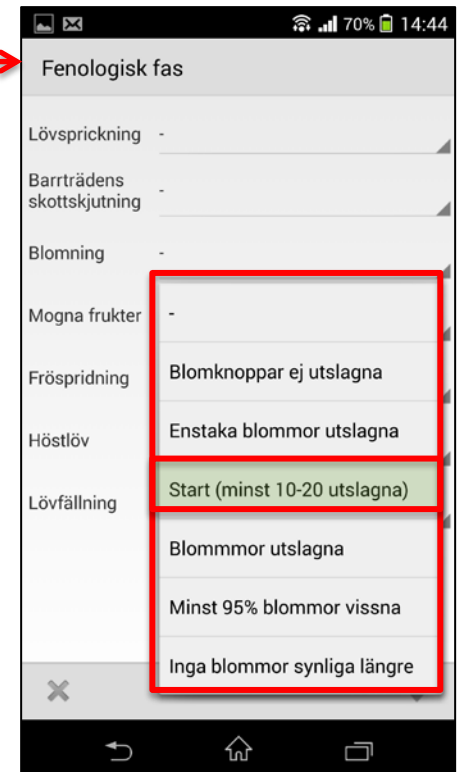 70% 14:44
Fenologisk fas
Lövsprickning -
Barrträdens
skottskjutning -
Blomning -
Mogna frukter
Fröspridning
Höstlöv
Lövfällning
-
Blomknoppar ej utslagna
Enstaka blommor utslagna
Start (minst 10-20 utslagna)
Blommmor utslagna
Minst 95% blommor vissna
Inga blommor synliga längre